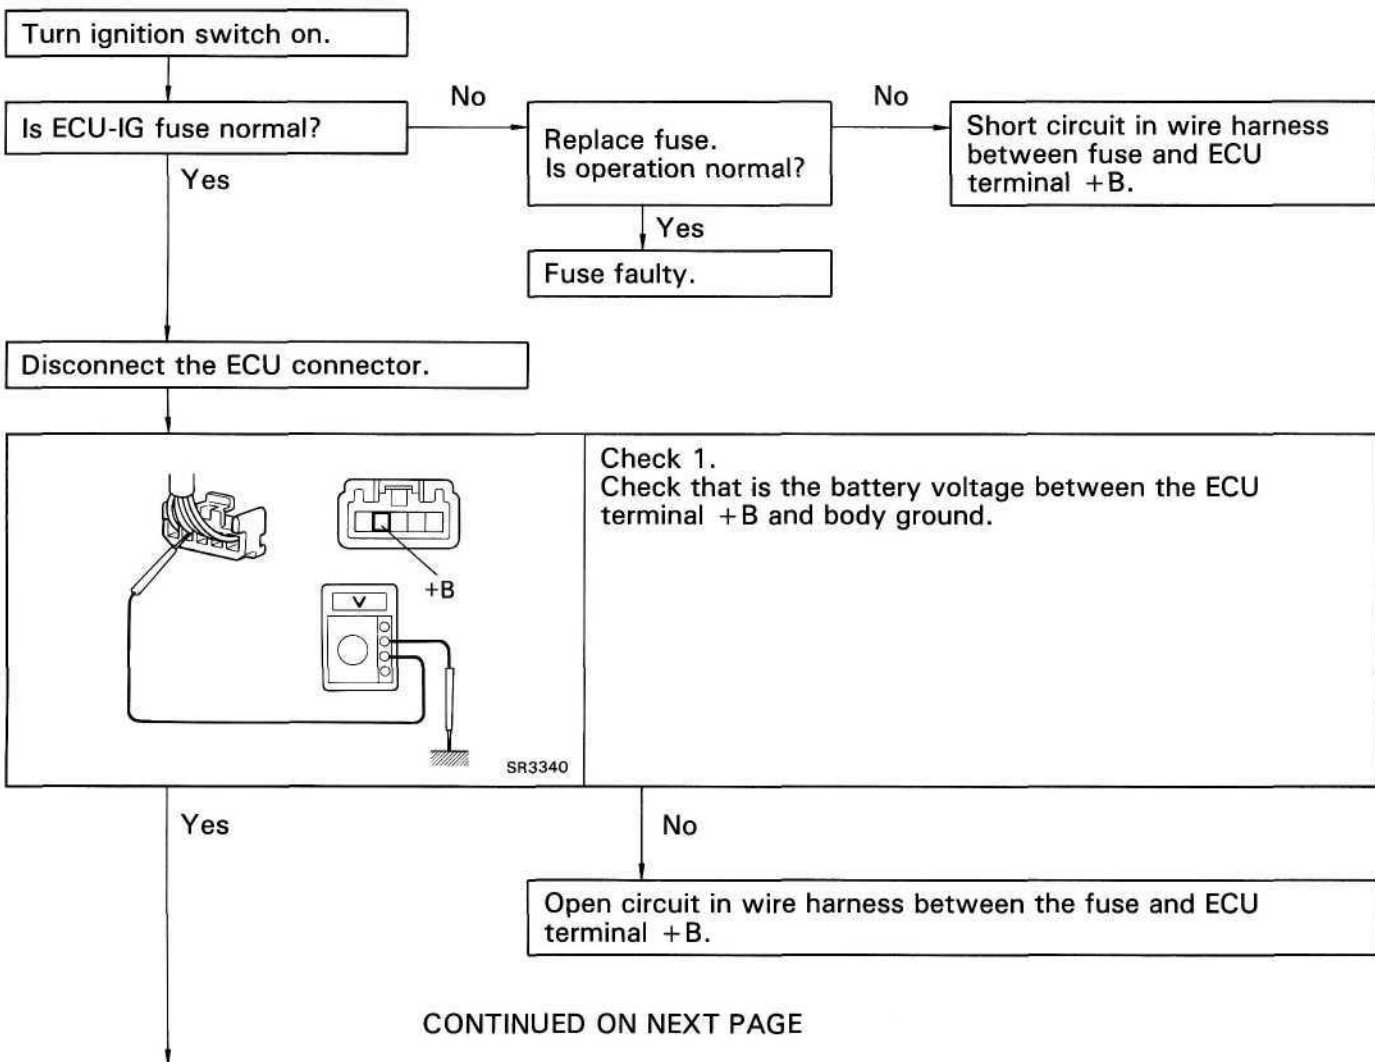 Turn ignition switch on.
Is ECU-IG fuse normal?
No
Replace fuse.
Is operation normal?
No
Short circuit in wire harness
between fuse and ECU
terminal +B.
Yes
Yes
Fuse faulty.
Disconnect the ECU connector.
+B
V
SR3340
Check 1.
Check that is the battery voltage between the ECU
terminal +B and body ground.
Yes
No
Open circuit in wire harness between the fuse and ECU
terminal +B.
CONTINUED ON NEXT PAGE